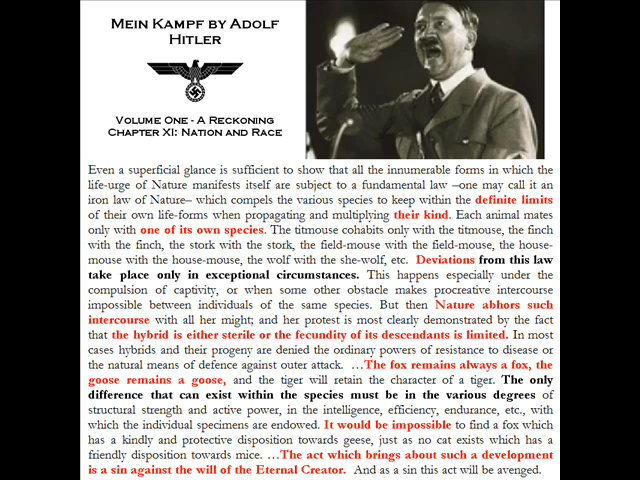 Mein Kampf by Adolf
Hitler
Volume One - A Reckoning
Chapter XI: Nation and Race
Even a superficial glance is sufficient to show that all the innumerable forms in which the
life-urge of Nature manifests itself are subject to a fundamental law –one may call it an
iron law of Nature– which compels the various species to keep within the definite limits
of their own life-forms when propagating and multiplying their kind. Each animal mates
only with one of its own species. The titmouse cohabits only with the titmouse, the finch
with the finch, the stork with the stork, the field-mouse with the field-mouse, the house-
mouse with the house-mouse, the wolf with the she-wolf, etc. Deviations from this law
take place only in exceptional circumstances. This happens especially under the
compulsion of captivity, or when some other obstacle makes procreative intercourse
impossible between individuals of the same species. But then Nature abhors such
intercourse with all her might; and her protest is most clearly demonstrated by the fact
that the hybrid is either sterile or the fecundity of its descendants is limited. In most
cases hybrids and their progeny are denied the ordinary powers of resistance to disease or
the natural means of defence against outer attack. …The fox remains always a fox, the
goose remains a goose, and the tiger will retain the character of a tiger. The only
difference that can exist within the species must be in the various degrees of
structural strength and active power, in the intelligence, efficiency, endurance, etc., with
which the individual specimens are endowed. It would be impossible to find a fox which
has a kindly and protective disposition towards geese, just as no cat exists which has a
friendly disposition towards mice. …The act which brings about such a development
is a sin against the will of the Eternal Creator. And as a sin this act will be avenged.